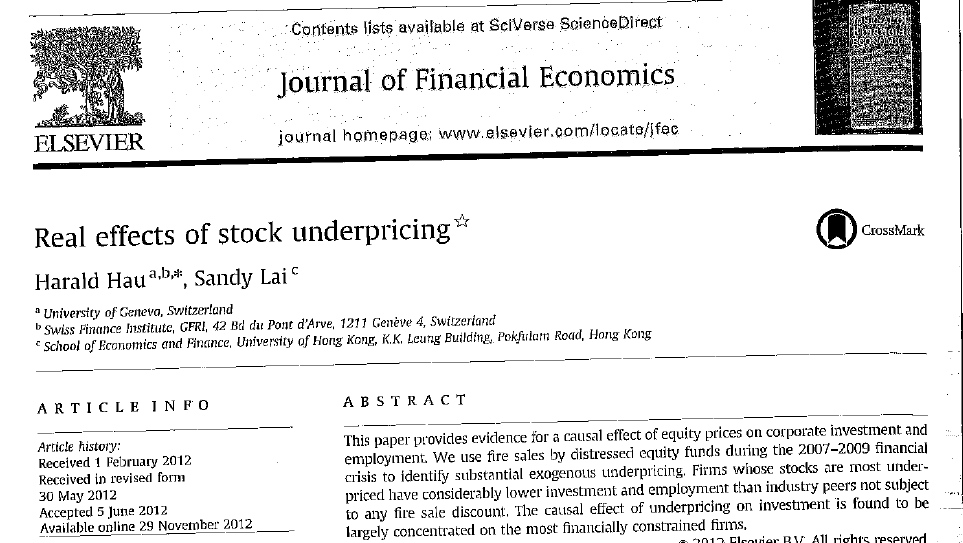 Contents lists available at SciVerse ScienceDirect
Journal of Financial Economics
journal homepage: www.elsevier.com/locate/jfec
ELSEVIER
Real effects of stock underpricing☆
CrossMark
Harald Hau a,b,*, Sandy Lai c
a University of Geneva, Switzerland
b Swiss Finance Institute, GFRI, 42 Bd du Pont d'Arve, 1211 Genève 4, Switzerland
c School of Economics and Finance, University of Hong Kong, K.K. Leung Building, Pokfulam Road, Hong Kong
ARTICLE INFO
Article history:
Received 1 February 2012
Received in revised form
30 May 2012
Accepted 5 June 2012
Available online 29 November 2012
ABSTRACT
This paper provides evidence for a causal effect of equity prices on corporate investment and
employment. We use fire sales by distressed equity funds during the 2007–2009 financial
crisis to identify substantial exogenous underpricing. Firms whose stocks are most under-
priced have considerably lower investment and employment than industry peers not subject
to any fire sale discount. The causal effect of underpricing on investment is found to be
largely concentrated on the most financially constrained firms.
© 2012 Elsevier B.V. All rights reserved